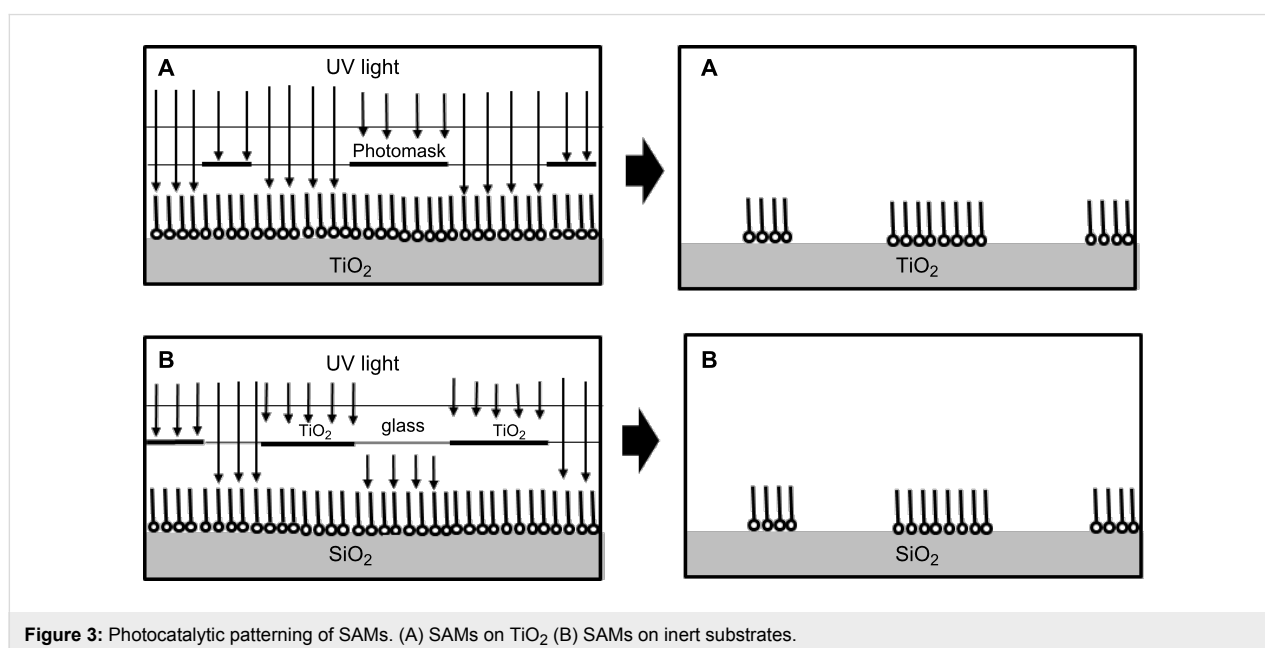 A
UV light
Photomask
TiO₂
A
TiO₂
B
UV light
TiO₂
glass
TiO₂
SiO₂
B
SiO₂
Figure 3: Photocatalytic patterning of SAMs. (A) SAMs on TiO₂ (B) SAMs on inert substrates.